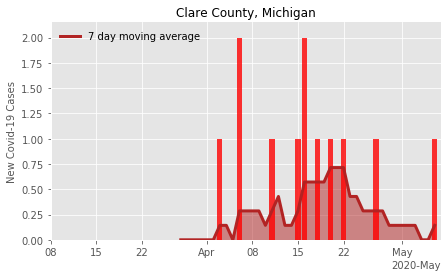 Clare County, Michigan
7 day moving average
New Covid-19 Cases
2.00
1.75
1.50
1.25
1.00
0.75
0.50
0.25
0.00
08 15 22 Apr 08 15 22 May
2020-May